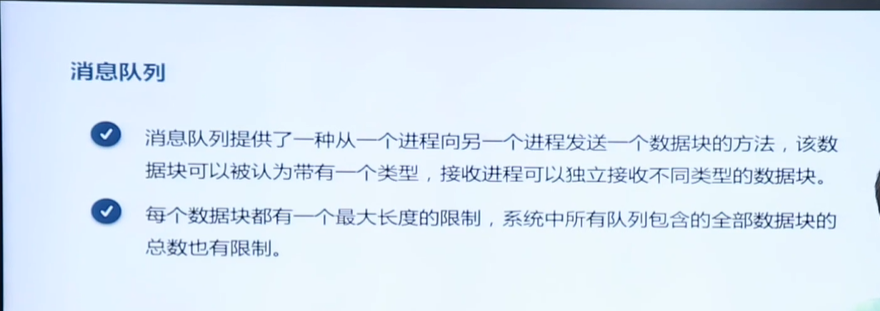 消息队列
消息队列提供了一种从一个进程向另一个进程发送一个数据块的方法，该数
据块可以被认为带有一个类型，接收进程可以独立接收不同类型的数据块。
每个数据块都有一个最大长度的限制，系统中所有队列包含的全部数据块的
总数也有限制。